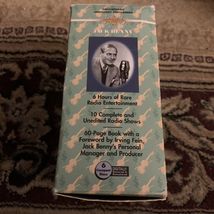 JACK BENNY
6 Hours of Rare
Radio Entertainment
10 Complete and
Unedited Radio Shows
60-Page Book with a
Foreword by Irving Fein,
Jack Benny's Personal
Manager and Producer
6